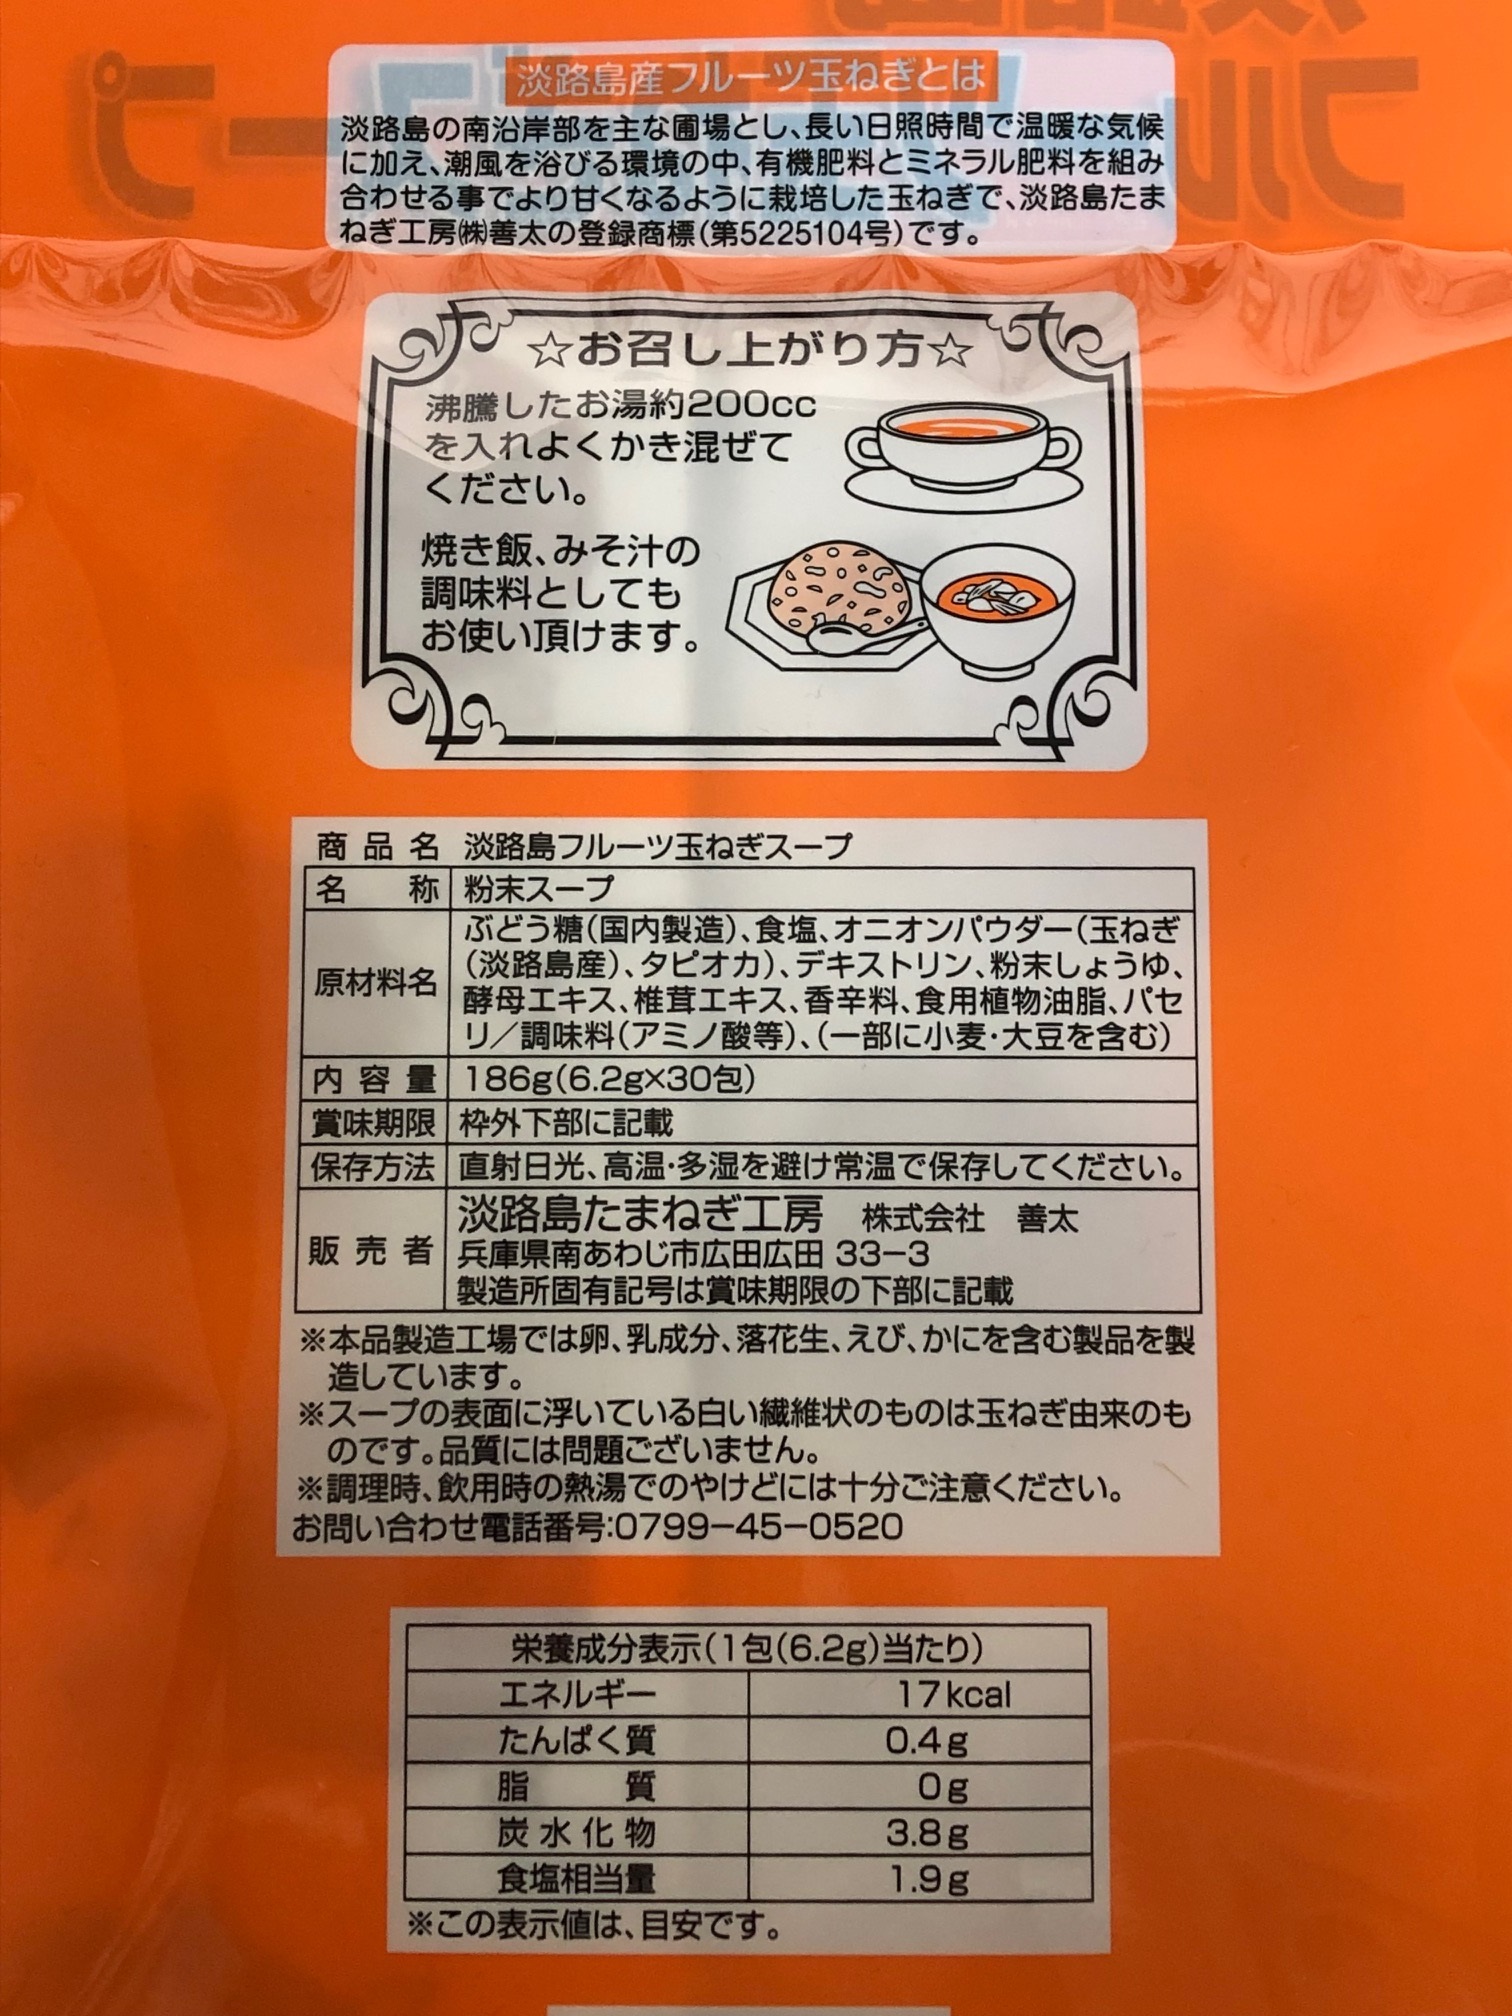 淡路島産フルーツ玉ねぎとは
淡路島の南沿岸部を主な圃場とし、長い日照時間で温暖な気候
に加え、潮風を浴びる環境の中、有機肥料とミネラル肥料を組み
合わせる事でより甘くなるように栽培した玉ねぎで、淡路島たま
ねぎ工房㈱善太の登録商標(第5225104号)です。
☆お召し上がり方☆
沸騰したお湯約200cc
を入れよくかき混ぜて
ください。
焼き飯、みそ汁の
調味料としても
お使い頂けます。
商品名 淡路島フルーツ玉ねぎスープ
名称 粉末スープ
原材料名 ぶどう糖(国内製造)、食塩、オニオンパウダー(玉ねぎ
(淡路島産)、タピオカ)、デキストリン、粉末しょうゆ、
酵母エキス、椎茸エキス、香辛料、食用植物油脂、パセ
リ／調味料(アミノ酸等)、(一部に小麦・大豆を含む)
内容量 186g(6.2g×30包)
賞味期限 枠外下部に記載
保存方法 直射日光、高温・多湿を避け常温で保存してください。
販売者 淡路島たまねぎ工房 株式会社 善太
兵庫県南あわじ市広田広田 33−3
製造所固有記号は賞味期限の下部に記載
※本品製造工場では卵、乳成分、落花生、えび、かにを含む製品を製
造しています。
※スープの表面に浮いている白い繊維状のものは玉ねぎ由来のも
のです。品質には問題ございません。
※調理時、飲用時の熱湯でのやけどには十分ご注意ください。
お問い合わせ電話番号:0799−45−0520
栄養成分表示(1包(6.2g)当たり)
エネルギー 17kcal
たんぱく質 0.4g
脂質 0g
炭水化物 3.8g
食塩相当量 1.9g
※この表示値は、目安です。